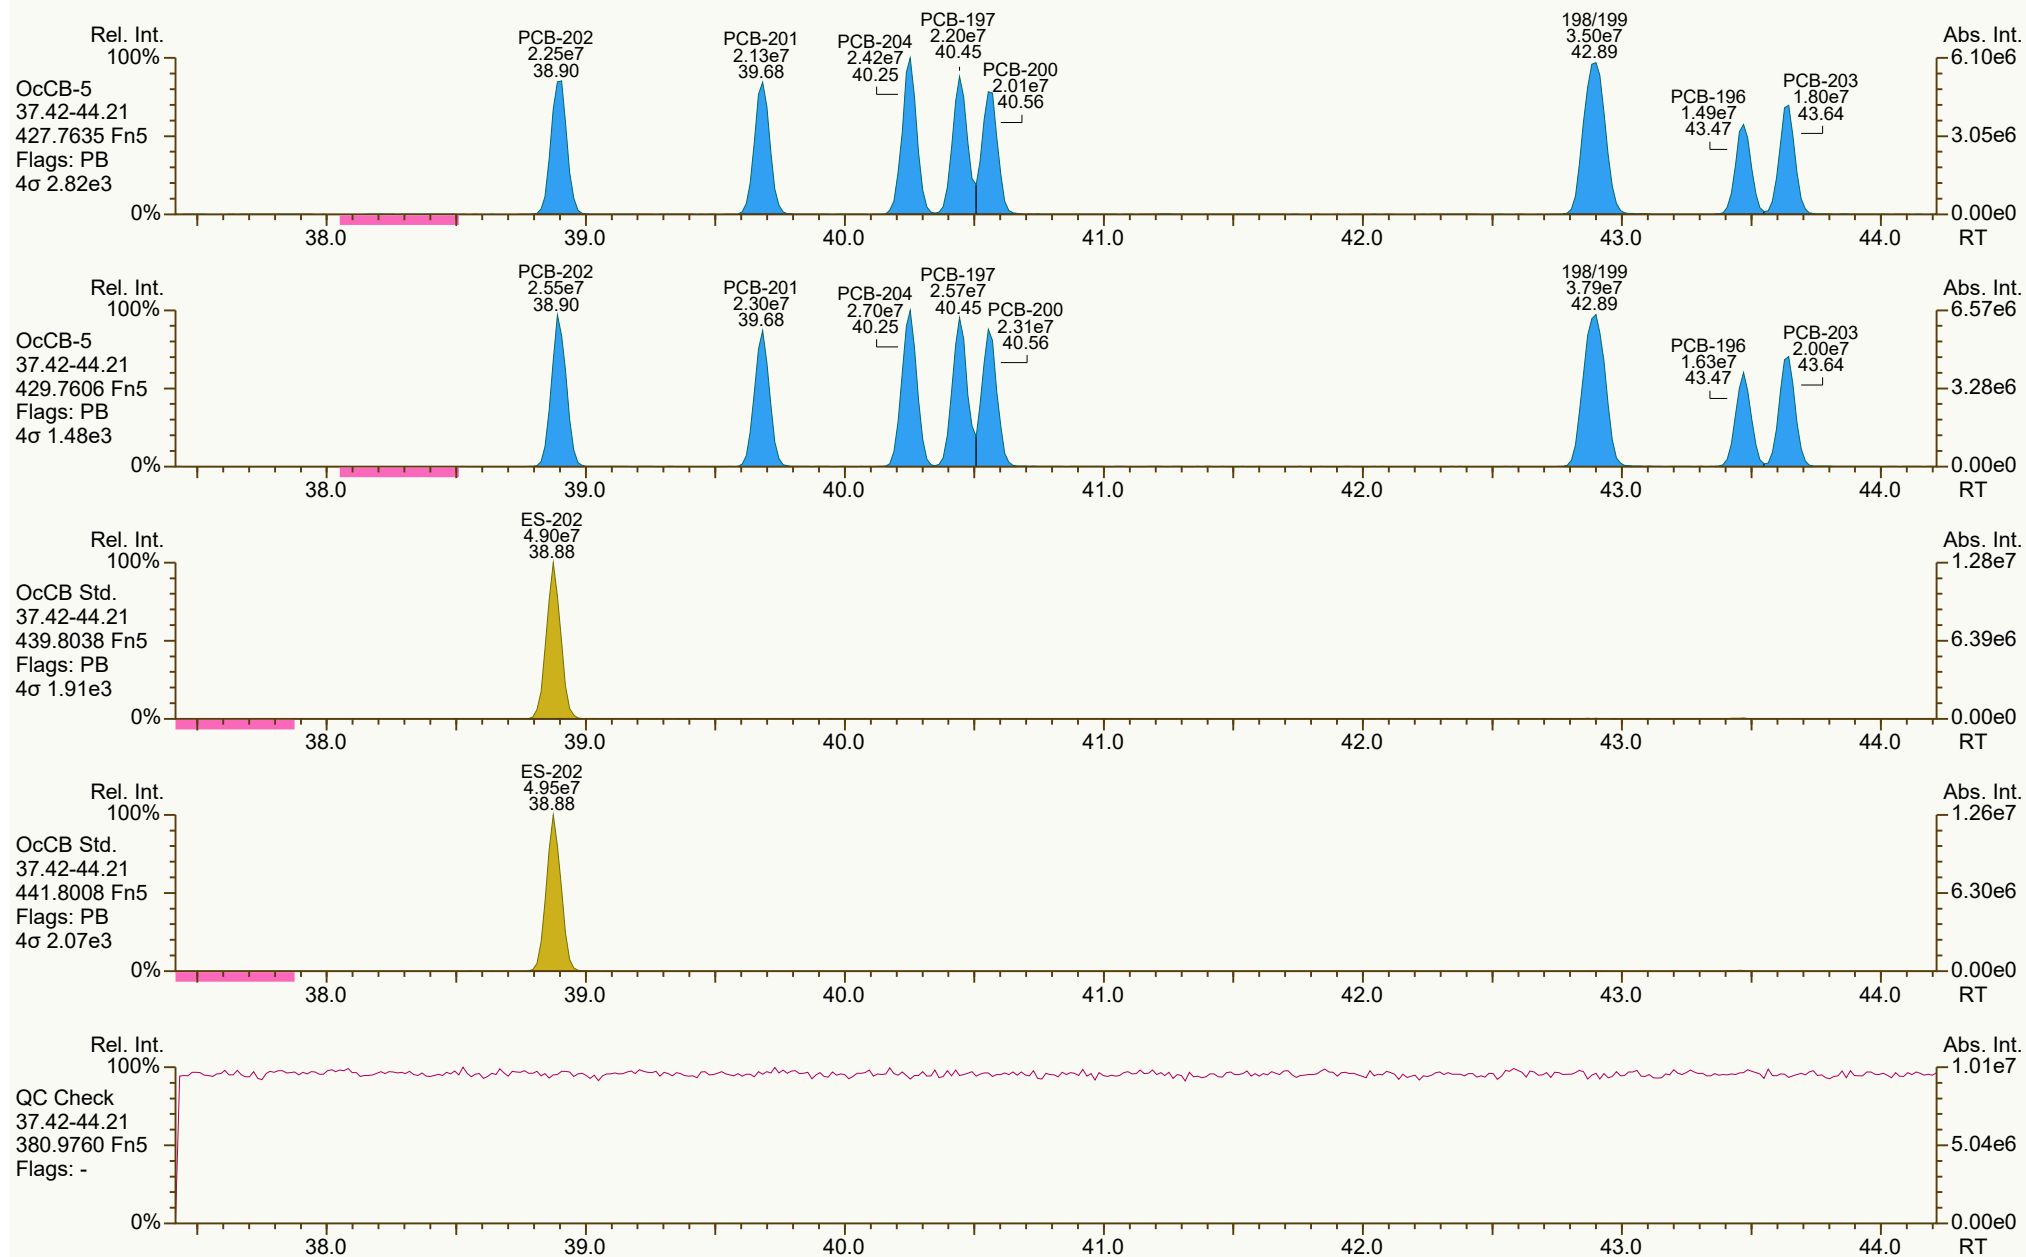 Rel. Int.
100%
0%
OcCB-5
37.42-44.21
427.7635 Fn5
Flags: PB
4σ 2.82e3
PCB-202
2.25e7
38.90
PCB-201
2.13e7
39.68
PCB-204
2.42e7
40.25
PCB-197
2.20e7
40.45
PCB-200
2.01e7
40.56
198/199
3.50e7
42.89
PCB-196
1.49e7
43.47
PCB-203
1.80e7
43.64
Abs. Int.
6.10e6
3.05e6
0.00e0
38.0 39.0 40.0 41.0 42.0 43.0 44.0 RT
Rel. Int.
100%
0%
OcCB-5
37.42-44.21
429.7606 Fn5
Flags: PB
4σ 1.48e3
PCB-202
2.55e7
38.90
PCB-201
2.30e7
39.68
PCB-204
2.70e7
40.25
PCB-197
2.57e7
40.45
PCB-200
2.31e7
40.56
198/199
3.79e7
42.89
PCB-196
1.63e7
43.47
PCB-203
2.00e7
43.64
Abs. Int.
6.57e6
3.28e6
0.00e0
38.0 39.0 40.0 41.0 42.0 43.0 44.0 RT
Rel. Int.
100%
0%
OcCB Std.
37.42-44.21
439.8038 Fn5
Flags: PB
4σ 1.91e3
ES-202
4.90e7
38.88
Abs. Int.
1.28e7
6.39e6
0.00e0
38.0 39.0 40.0 41.0 42.0 43.0 44.0 RT
Rel. Int.
100%
0%
OcCB Std.
37.42-44.21
441.8008 Fn5
Flags: PB
4σ 2.07e3
ES-202
4.95e7
38.88
Abs. Int.
1.26e7
6.30e6
0.00e0
38.0 39.0 40.0 41.0 42.0 43.0 44.0 RT
Rel. Int.
100%
0%
QC Check
37.42-44.21
380.9760 Fn5
Flags: -
Abs. Int.
1.01e7
5.04e6
0.00e0
38.0 39.0 40.0 41.0 42.0 43.0 44.0 RT